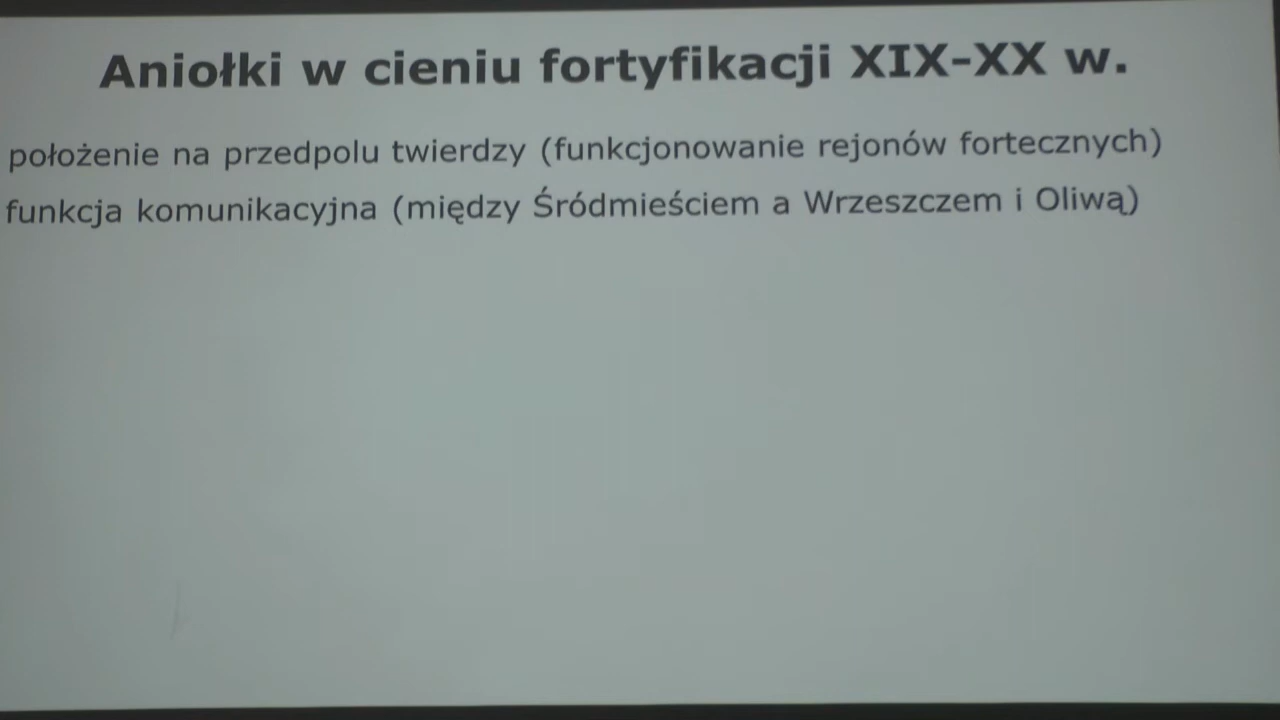 Aniołki w cieniu fortyfikacji XIX-XX w.
położenie na przedpolu twierdzy (funkcjonowanie rejonów fortecznych)
funkcja komunikacyjna (między Śródmieściem a Wrzeszczem i Oliwą)